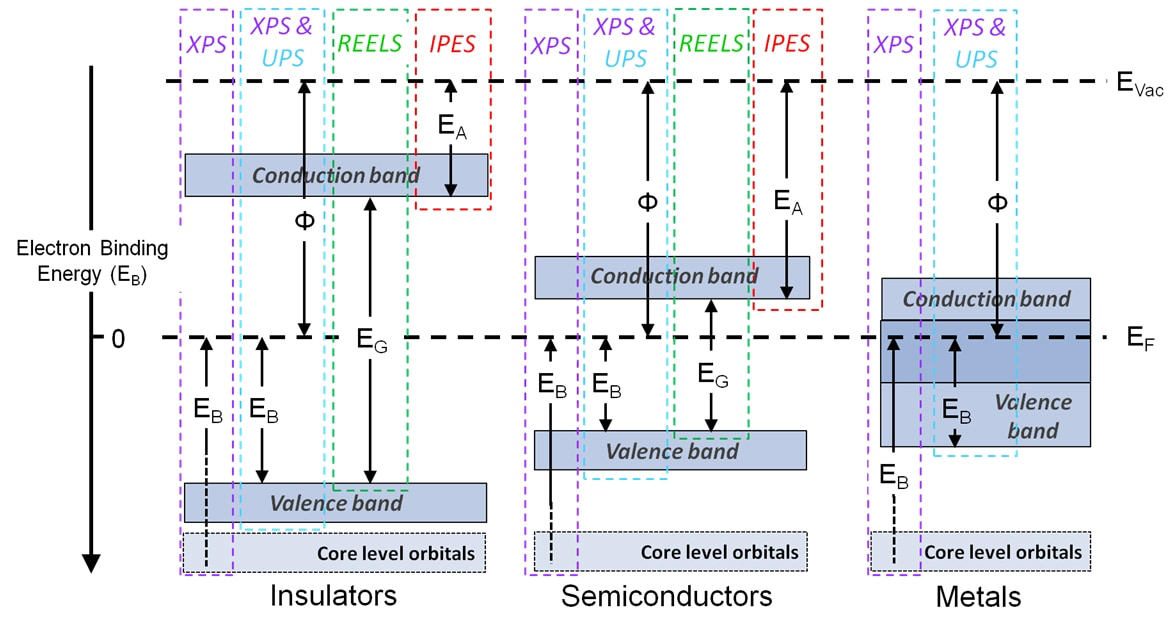 XPS
XPS &
UPS
REELS
IPES
XPS
XPS &
UPS
REELS
IPES
XPS
XPS &
UPS
E_Vac
E_A
Conduction band
Φ
Φ
E_A
Φ
Electron Binding
Energy (E_B)
Conduction band
Conduction band
0
E_G
E_F
E_B
E_B
E_B
E_B
E_G
E_B
Valence
band
Valence band
E_B
Valence band
Core level orbitals
Core level orbitals
Core level orbitals
Insulators
Semiconductors
Metals